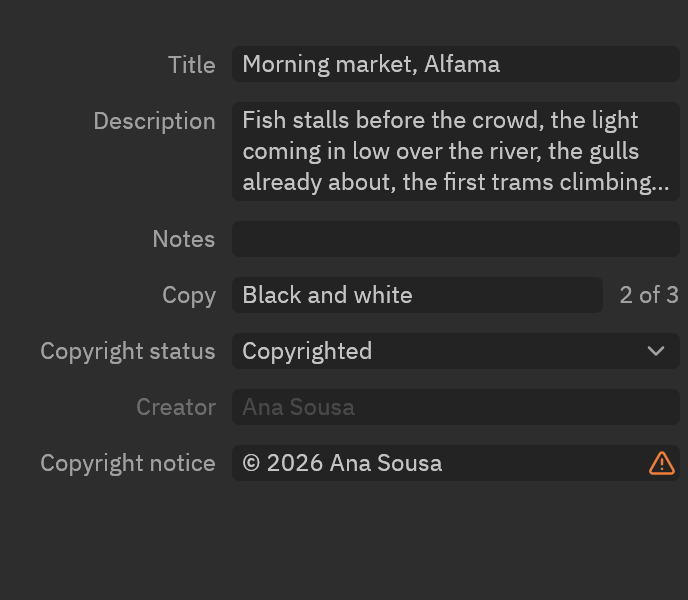 Title Morning market, Alfama
Description Fish stalls before the crowd, the light
coming in low over the river, the gulls
already about, the first trams climbing…
Notes
Copy Black and white 2 of 3
Copyright status Copyrighted
Creator Ana Sousa
Copyright notice © 2026 Ana Sousa